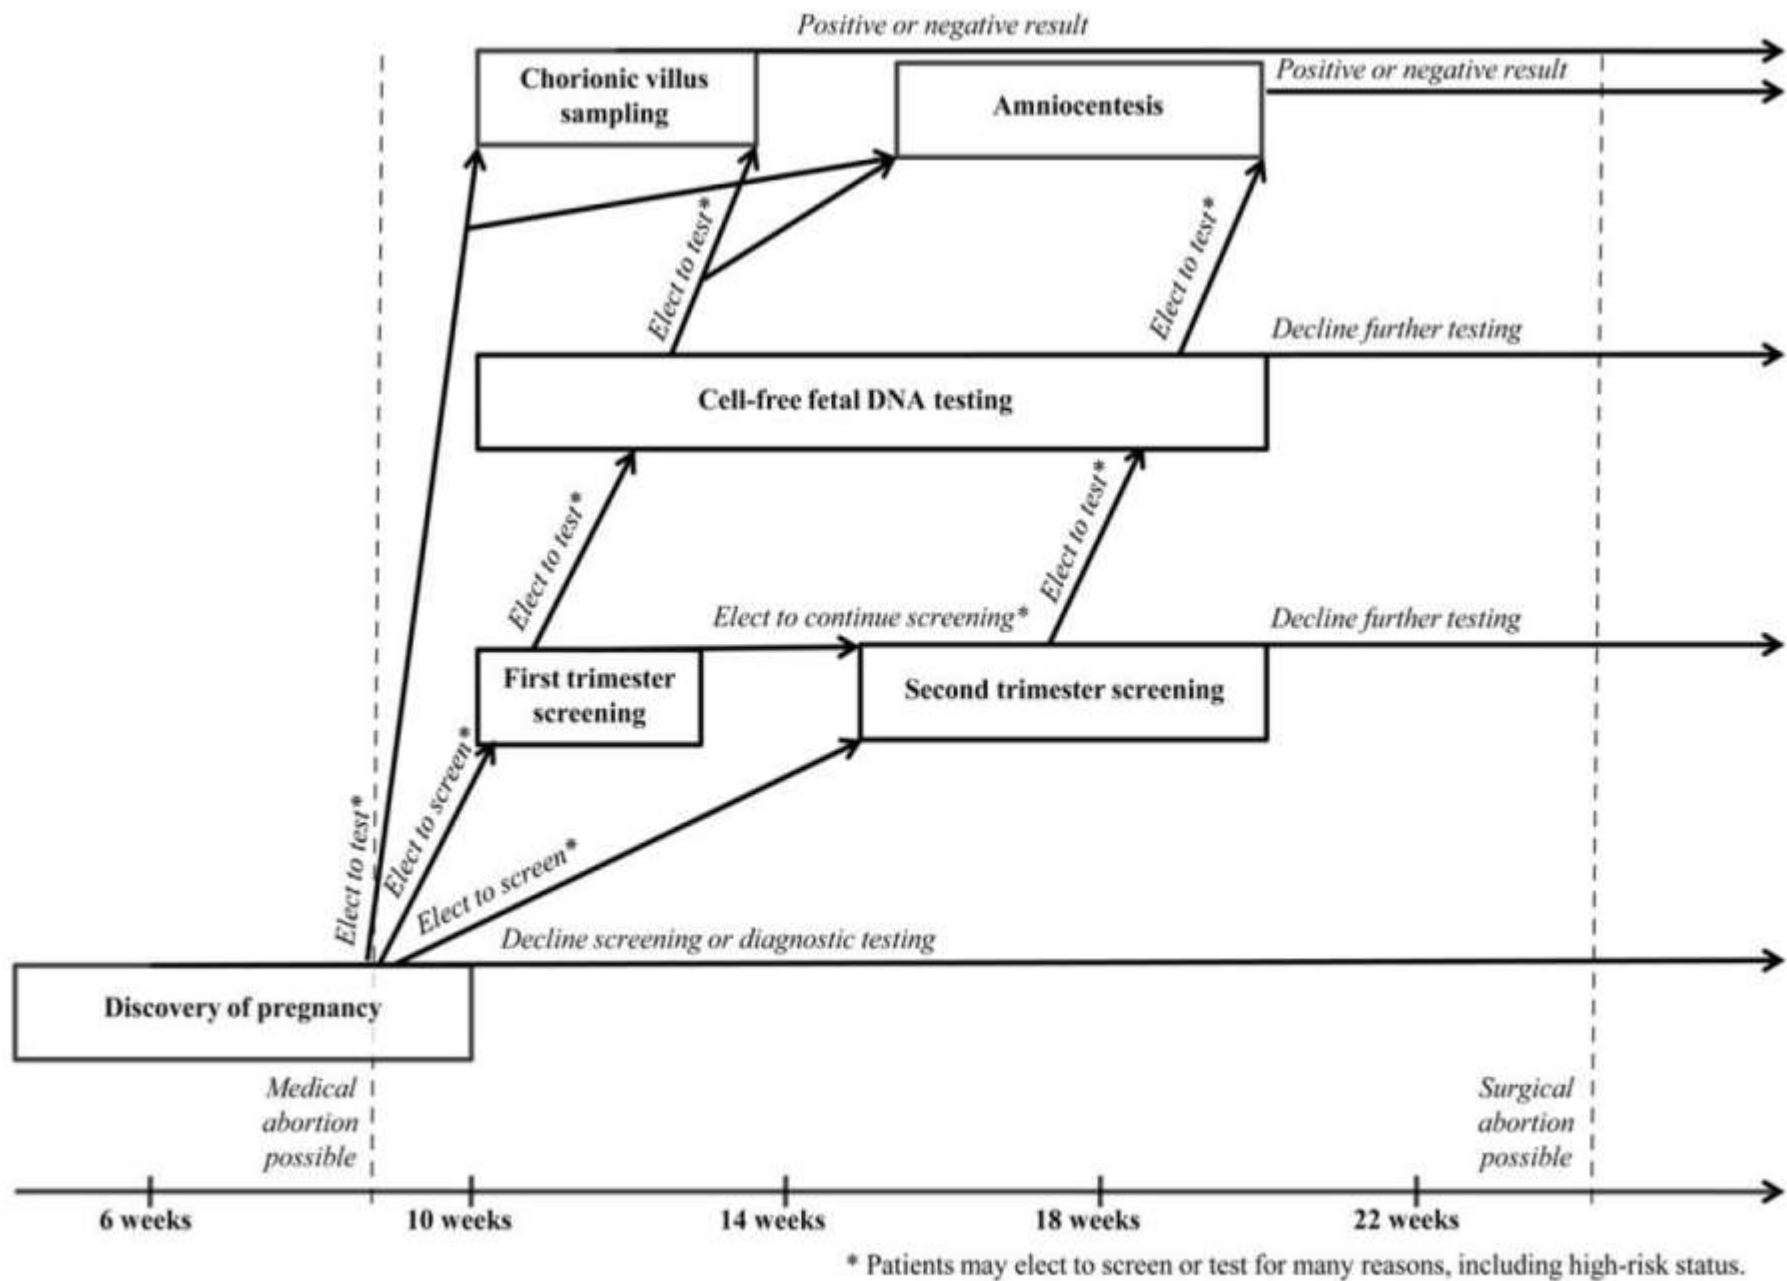 Positive or negative result
Chorionic villus
sampling
Positive or negative result
Amniocentesis
Elect to test*
Elect to test*
Decline further testing
Cell-free fetal DNA testing
Elect to test*
Elect to test*
Elect to continue screening*
Decline further testing
First trimester
screening
Second trimester screening
Elect to test*
Elect to screen*
Elect to screen*
Decline screening or diagnostic testing
Discovery of pregnancy
Medical
abortion
possible
Surgical
abortion
possible
6 weeks
10 weeks
14 weeks
18 weeks
22 weeks
* Patients may elect to screen or test for many reasons, including high-risk status.